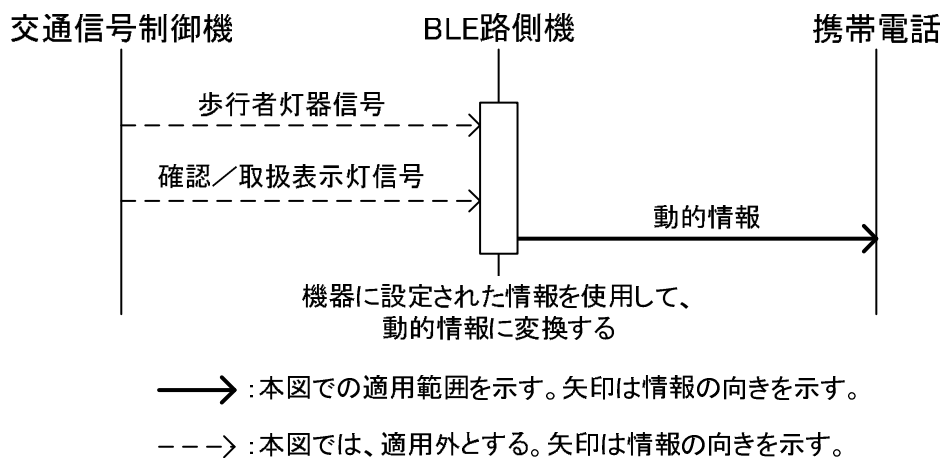 交通信号制御機
BLE路側機
携帯電話
歩行者灯器信号
確認／取扱表示灯信号
動的情報
機器に設定された情報を使用して、
動的情報に変換する
：本図での適用範囲を示す。矢印は情報の向きを示す。
：本図では、適用外とする。矢印は情報の向きを示す。